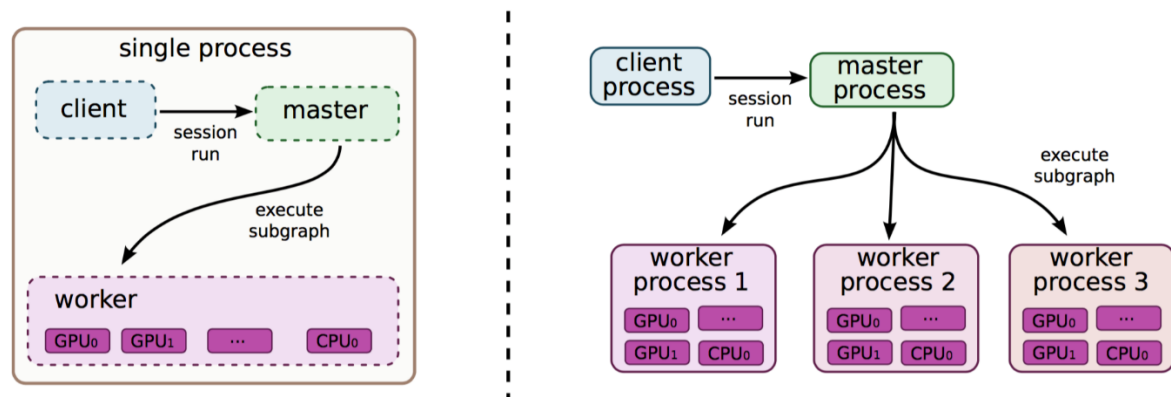 single process
client
master
session
run
execute
subgraph
worker
GPU₀
GPU₁
...
CPU₀
client
process
master
process
session
run
execute
subgraph
worker
process 1
GPU₀
...
GPU₁
CPU₀
worker
process 2
GPU₀
...
GPU₁
CPU₀
worker
process 3
GPU₀
...
GPU₁
CPU₀